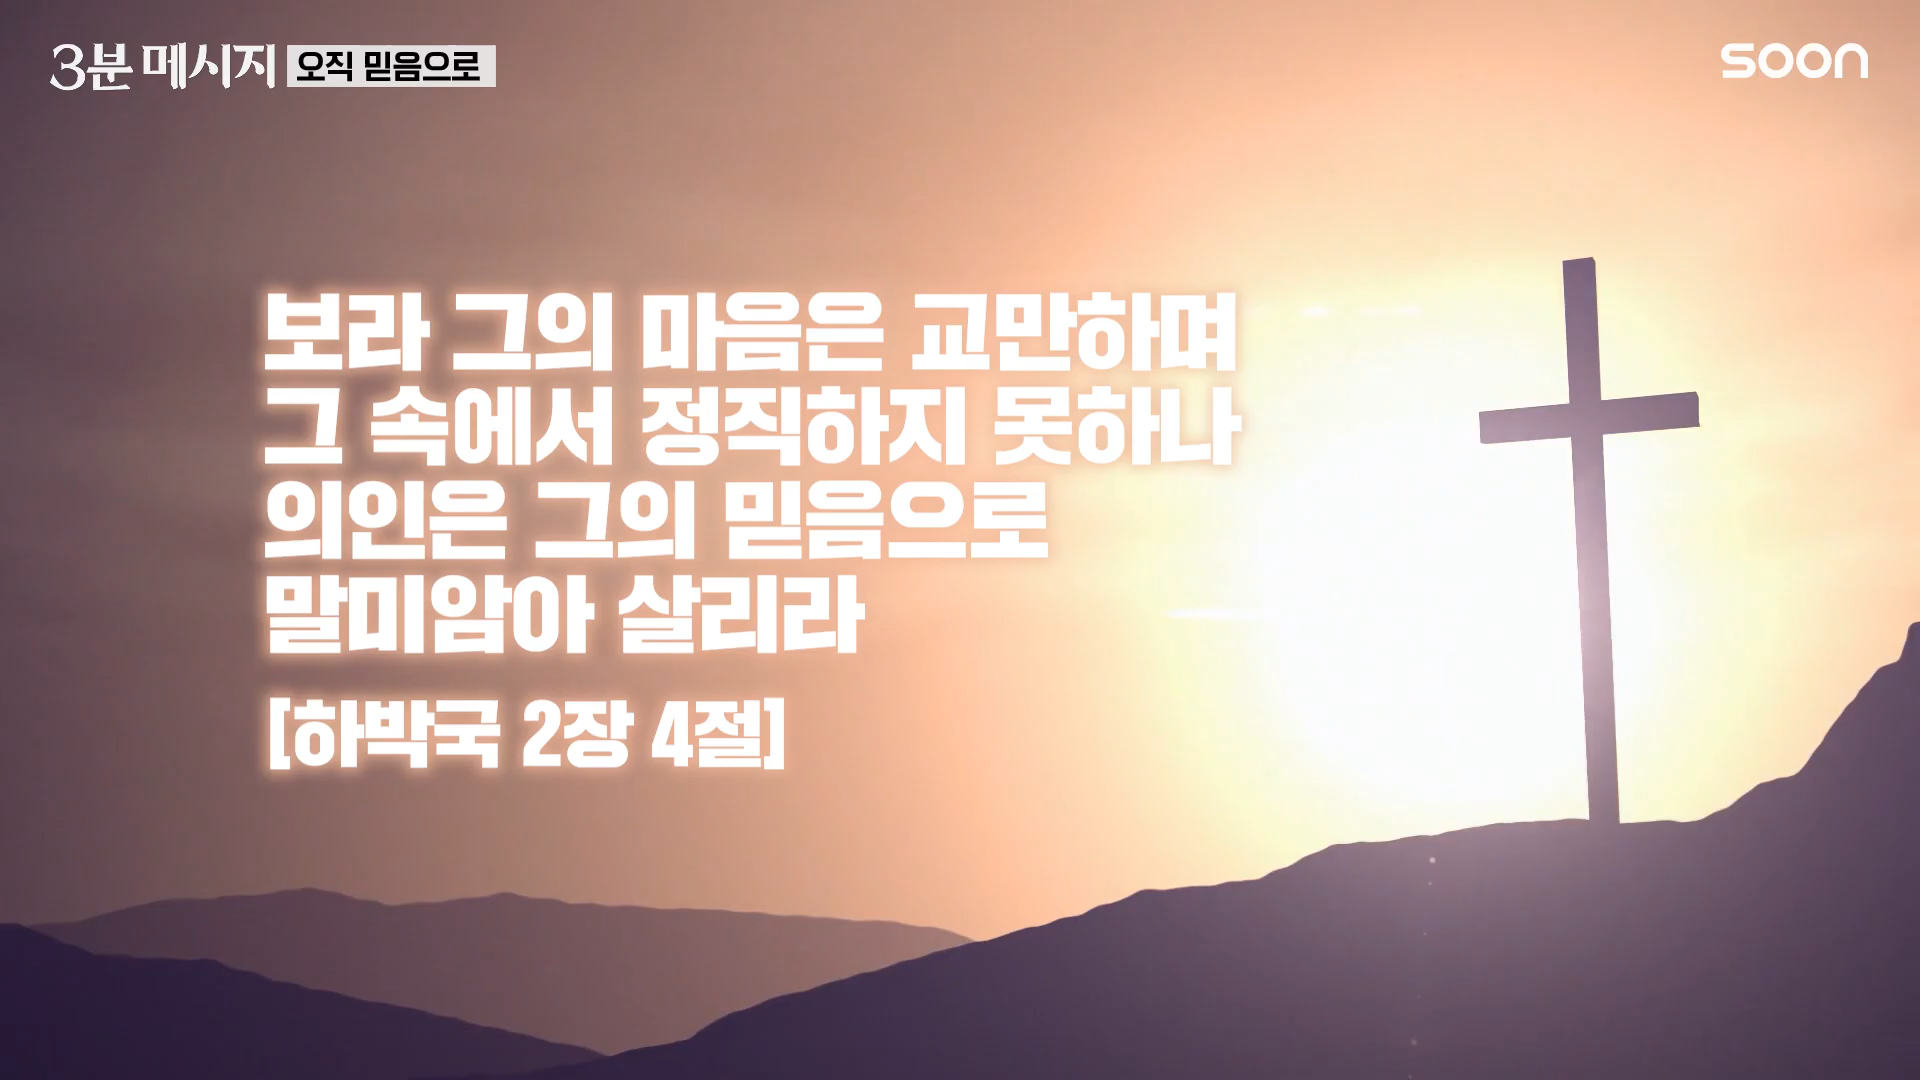 3분 메시지 오직 믿음으로
soon
보라 그의 마음은 교만하며
그 속에서 정직하지 못하나
의인은 그의 믿음으로
말미암아 살리라
[하박국 2장 4절]